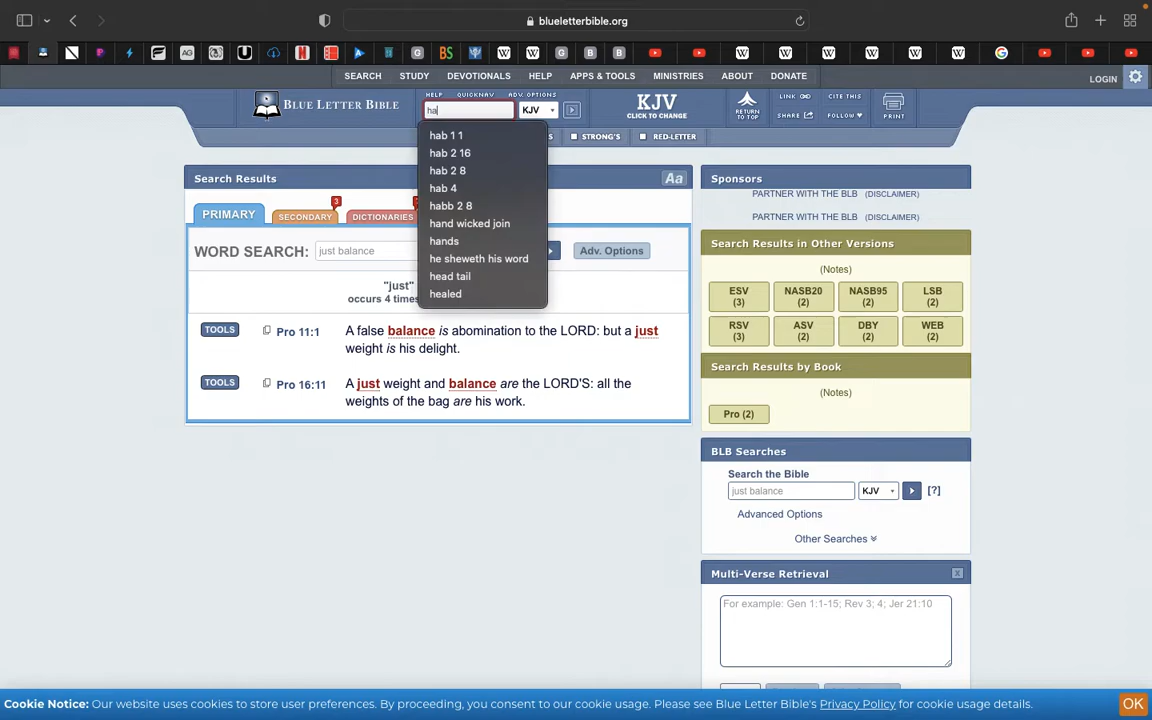 blueletterbible.org
SEARCH STUDY DEVOTIONALS HELP APPS & TOOLS MINISTRIES ABOUT DONATE
LOGIN
BLUE LETTER BIBLE
HELP QUICKNAV ADV. OPTIONS
ha KJV
KJV
CLICK TO CHANGE
RETURN
TO TOP
LINK CITE THIS
SHARE FOLLOW
PRINT
STRONG'S RED-LETTER
hab 1 1
hab 2 16
hab 2 8
hab 4
habb 2 8
hand wicked join
hands
he sheweth his word
head tail
healed
Search Results Aa
PRIMARY SECONDARY 3 DICTIONARIES
WORD SEARCH: just balance Adv. Options
"just"
occurs 4 times
TOOLS Pro 11:1 A false balance is abomination to the LORD: but a just
weight is his delight.
TOOLS Pro 16:11 A just weight and balance are the LORD'S: all the
weights of the bag are his work.
Sponsors
PARTNER WITH THE BLB (DISCLAIMER)
PARTNER WITH THE BLB (DISCLAIMER)
Search Results in Other Versions
(Notes)
ESV
(3)
NASB20
(2)
NASB95
(2)
LSB
(2)
RSV
(3)
ASV
(2)
DBY
(2)
WEB
(2)
Search Results by Book
(Notes)
Pro (2)
BLB Searches
Search the Bible
just balance KJV [?]
Advanced Options
Other Searches
Multi-Verse Retrieval X
For example: Gen 1:1-15; Rev 3; 4; Jer 21:10
Cookie Notice: Our website uses cookies to store user preferences. By proceeding, you consent to our cookie usage. Please see Blue Letter Bible's Privacy Policy for cookie usage details. OK